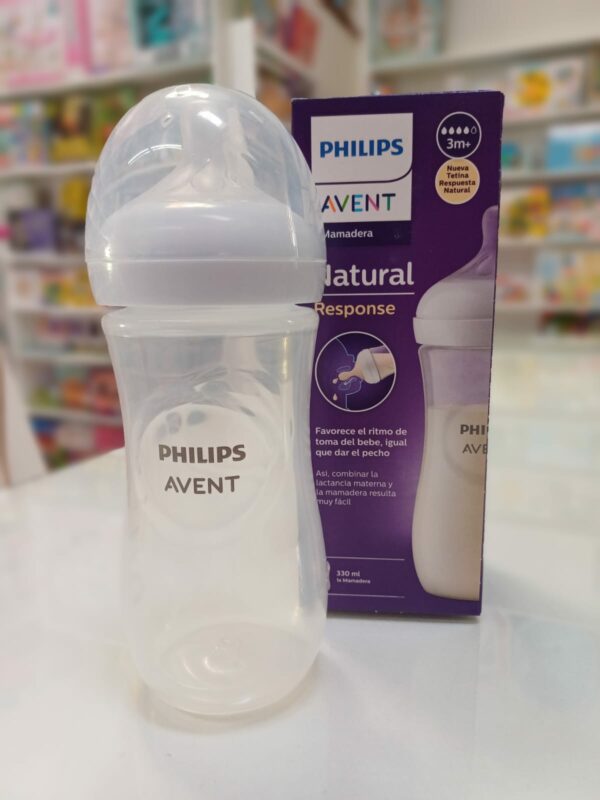 PHILIPS
AVENT
PHILIPS
AVENT
Mamadera
3m+
Nueva
Tetina
Respuesta
Natural
Natural
Response
Favorece el ritmo de
toma del bebe, igual
que dar el pecho
Así, combinar la
lactancia materna y
la mamadera resulta
muy fácil
330 ml
1x Mamadera
PHI
AVE